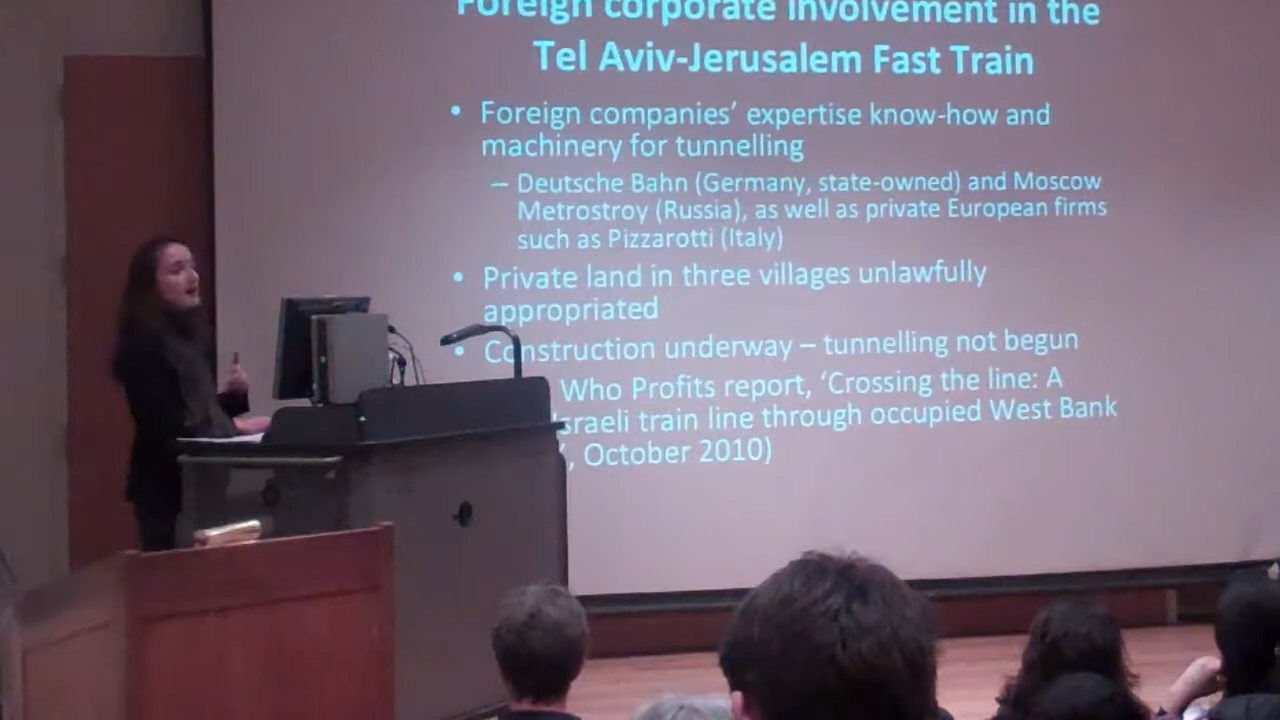 Foreign corporate involvement in the
Tel Aviv-Jerusalem Fast Train
• Foreign companies’ expertise know-how and
machinery for tunnelling
– Deutsche Bahn (Germany, state-owned) and Moscow
Metrostroy (Russia), as well as private European firms
such as Pizzarotti (Italy)
• Private land in three villages unlawfully
appropriated
• Construction underway – tunnelling not begun
Who Profits report, ‘Crossing the line: A
Israeli train line through occupied West Bank
’, October 2010)